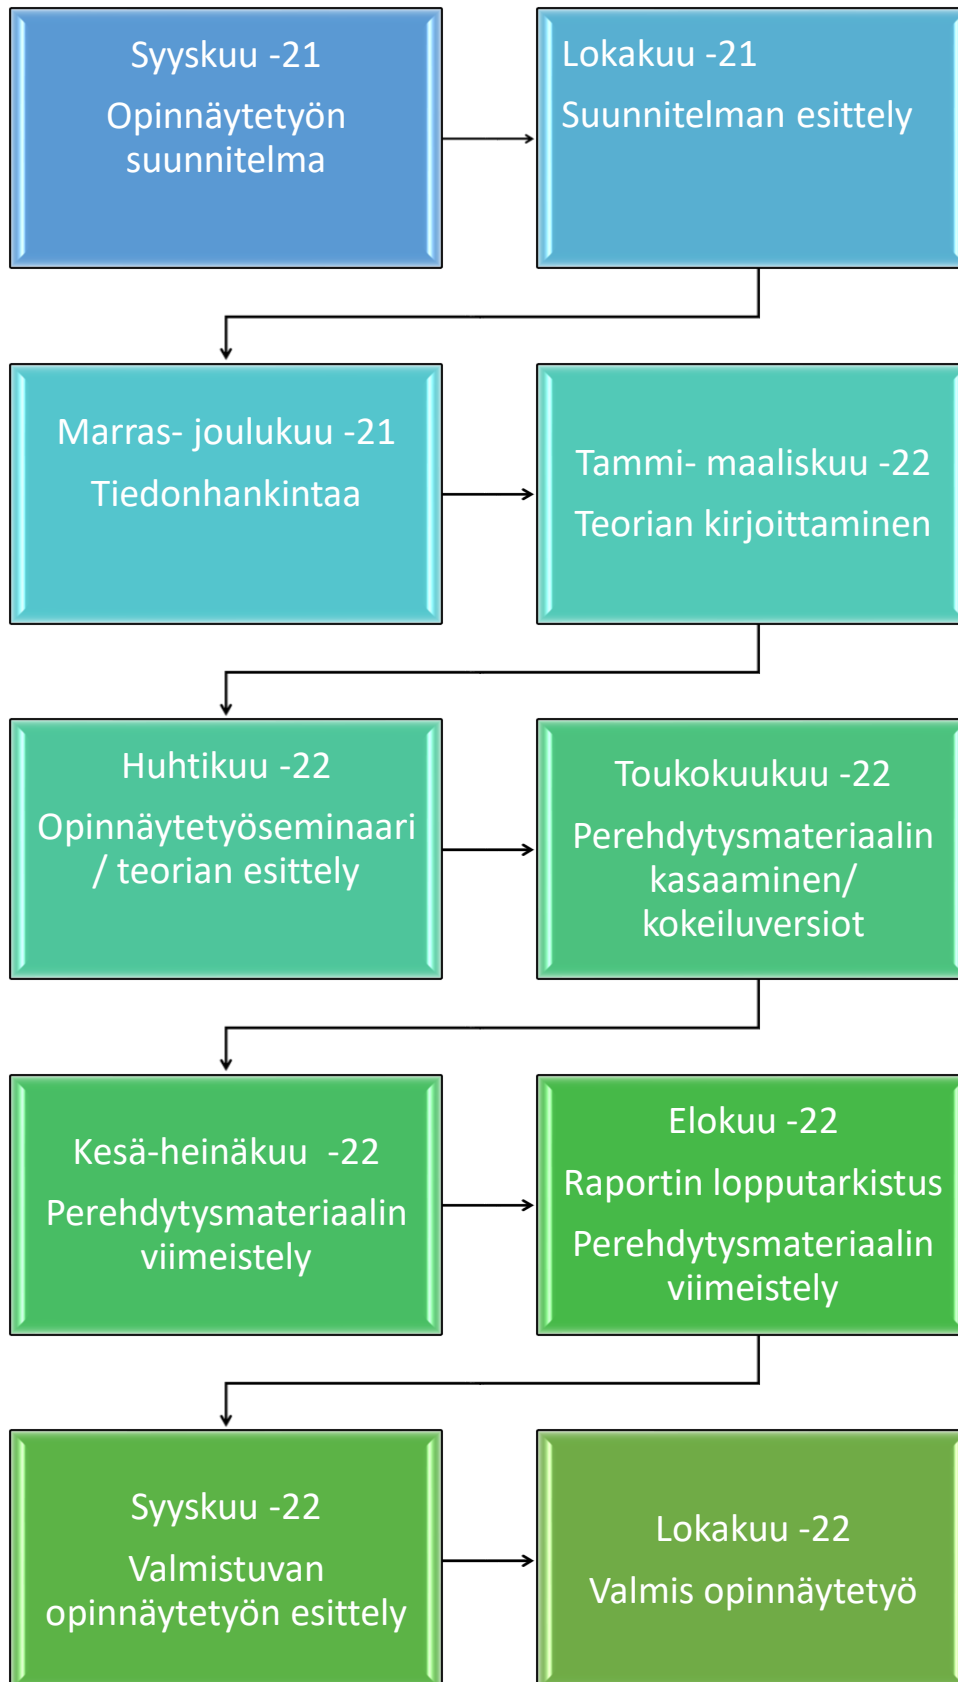 Syyskuu -21
Opinnäytetyön
suunnitelma
Lokakuu -21
Suunnitelman esittely
Marras- joulukuu -21
Tiedonhankintaa
Tammi- maaliskuu -22
Teorian kirjoittaminen
Huhtikuu -22
Opinnäytetyöseminaari
/ teorian esittely
Toukokuukuu -22
Perehdytysmateriaalin
kasaaminen/
kokeiluversiot
Kesä-heinäkuu  -22
Perehdytysmateriaalin
viimeistely
Elokuu -22
Raportin lopputarkistus
Perehdytysmateriaalin
viimeistely
Syyskuu -22
Valmistuvan
opinnäytetyön esittely
Lokakuu -22
Valmis opinnäytetyö